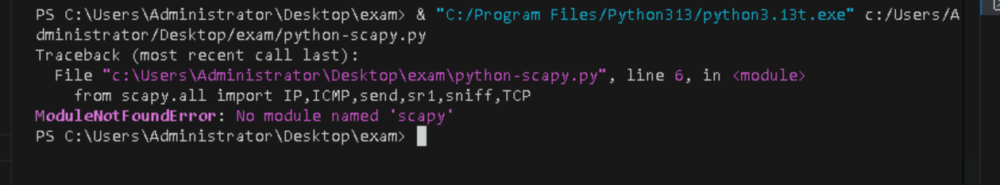 PS C:\Users\Administrator\Desktop\exam> & "C:/Program Files/Python313/python3.13t.exe" c:/Users/A
dministrator/Desktop/exam/python-scapy.py
Traceback (most recent call last):
  File "c:\Users\Administrator\Desktop\exam\python-scapy.py", line 6, in <module>
    from scapy.all import IP,ICMP,send,sr1,sniff,TCP
ModuleNotFoundError: No module named 'scapy'
PS C:\Users\Administrator\Desktop\exam>